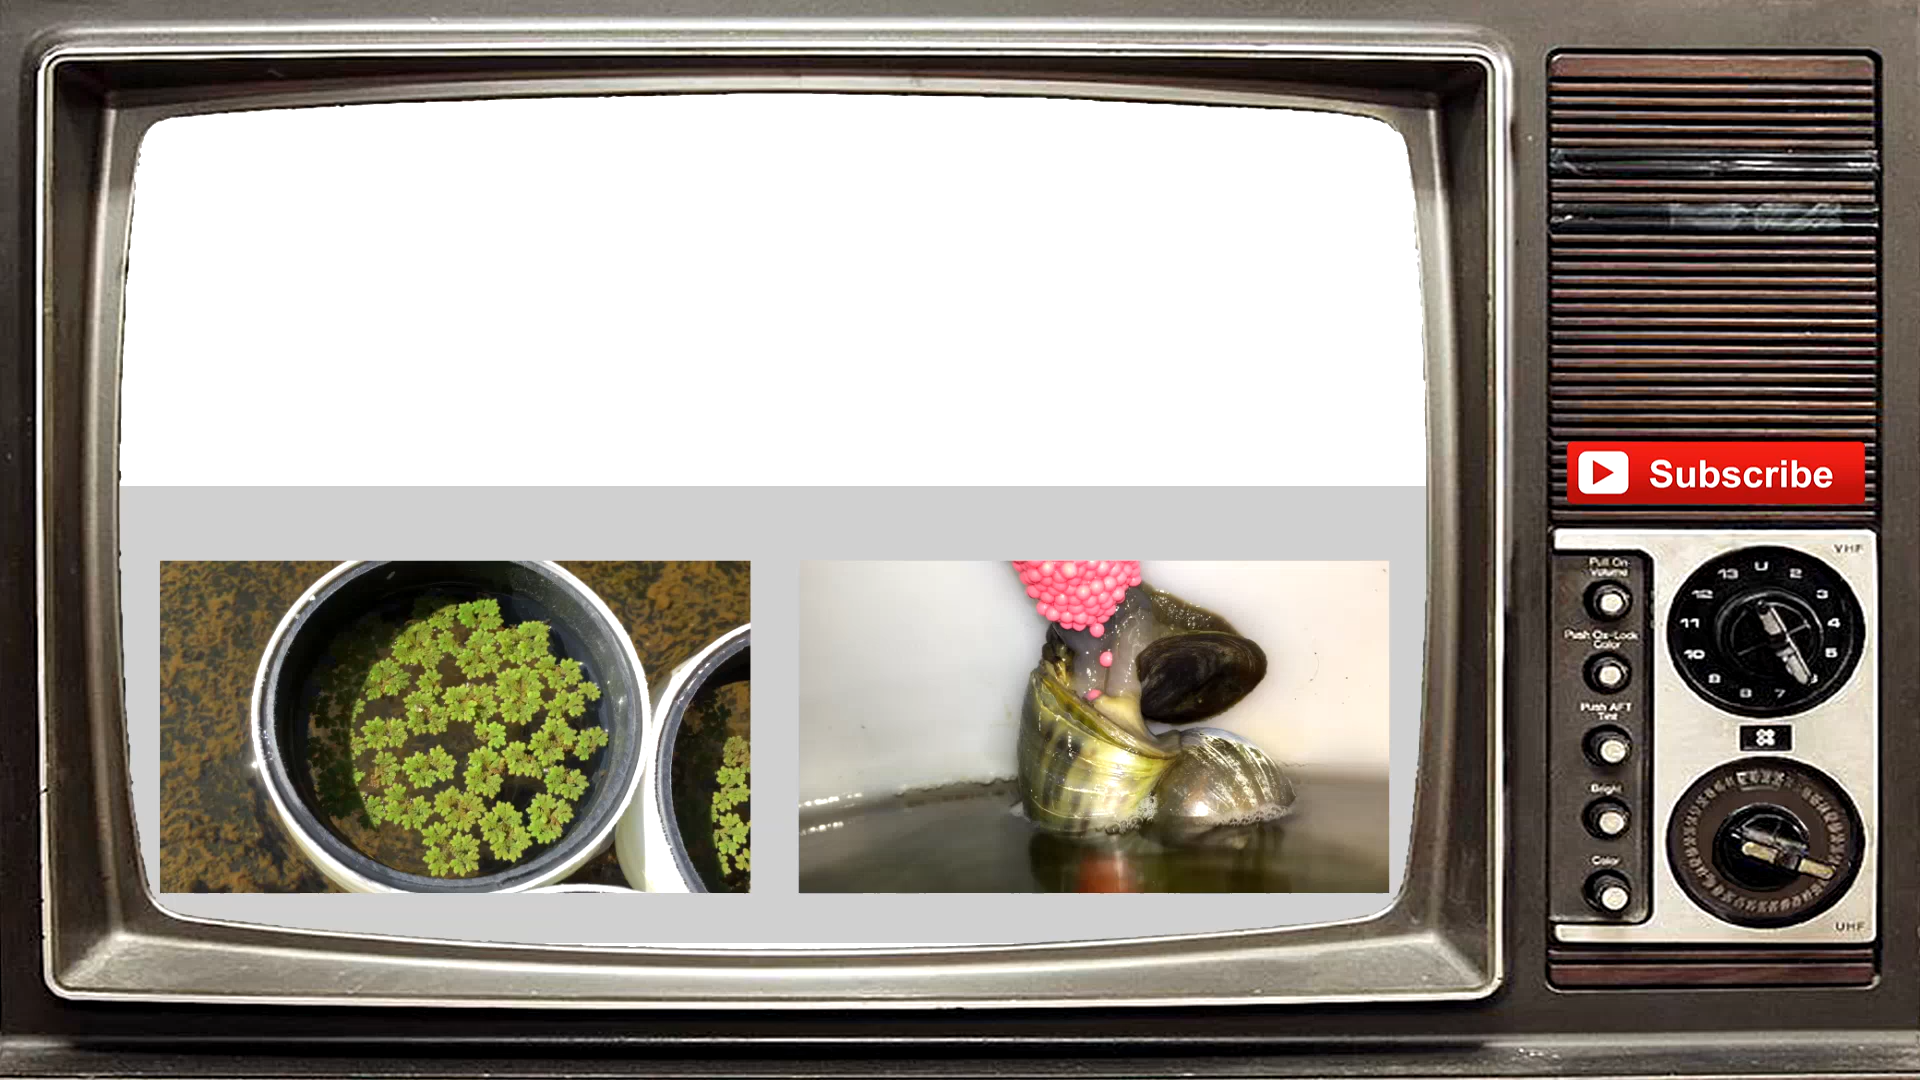 Subscribe
VHF
Pull On
Volume
U
13
2
12
3
11
4
10
5
9
8
7
Push On-Lock
Color
Push AFT
Tint
Bright
Color
UHF